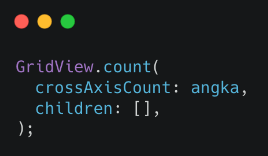 GridView.count(
  crossAxisCount: angka,
  children: [],
);